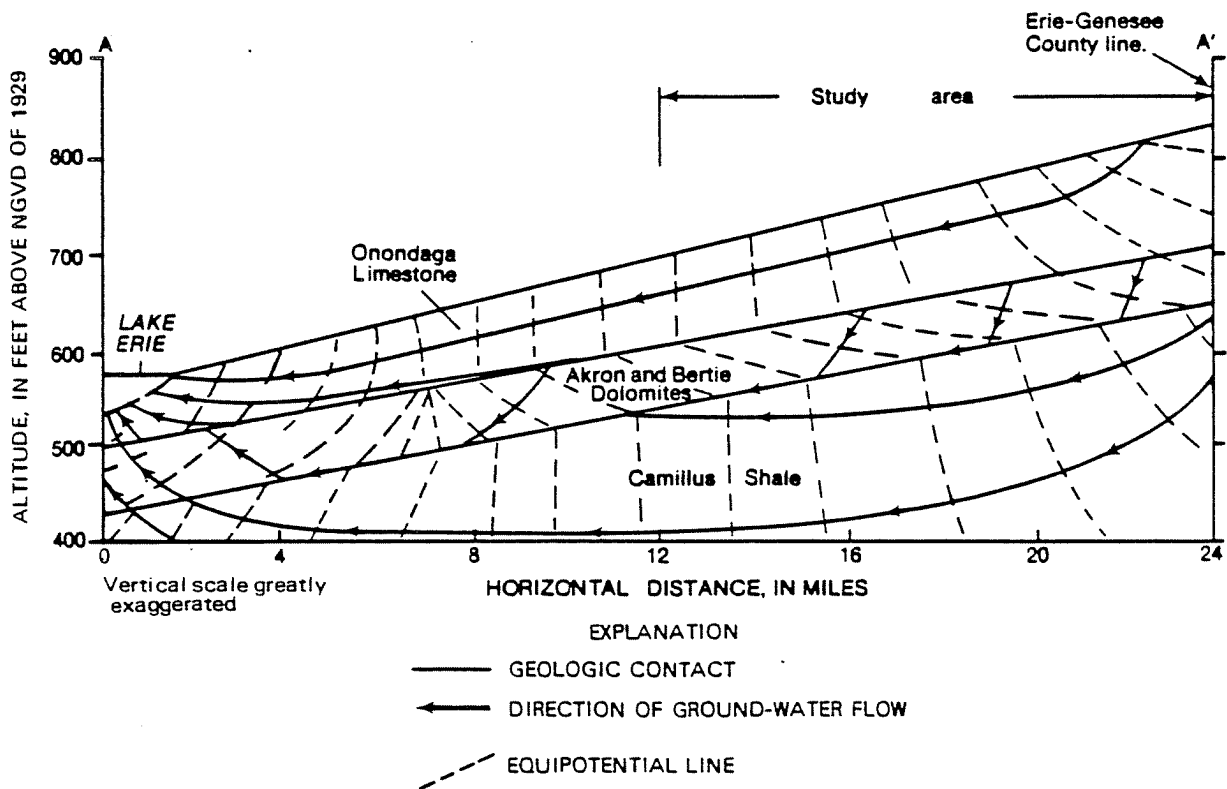 Erie-Genesee
County line.
A
A'
900
800
700
600
500
400
ALTITUDE, IN FEET ABOVE NGVD OF 1929
Study area
Onondaga
Limestone
LAKE
ERIE
Akron and Bertie
Dolomites
Camillus Shale
0 4 8 12 16 20 24
Vertical scale greatly
exaggerated
HORIZONTAL DISTANCE, IN MILES
EXPLANATION
GEOLOGIC CONTACT
DIRECTION OF GROUND-WATER FLOW
EQUIPOTENTIAL LINE